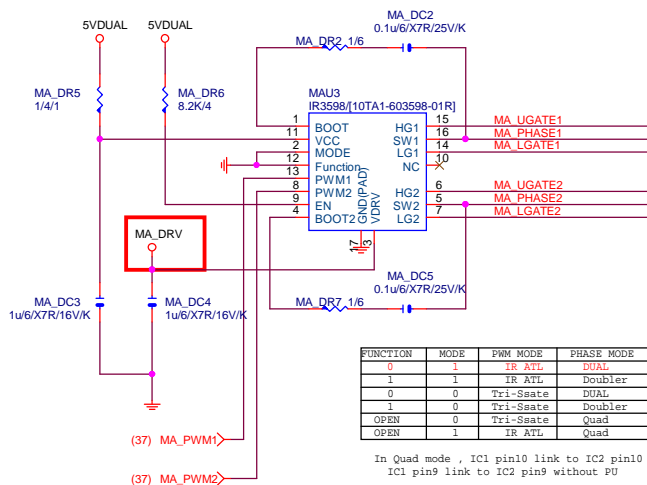 5VDUAL
5VDUAL
MA_DC2
0.1u/6/X7R/25V/K
MA_DR2 1/6
MA_DR5
1/4/1
MA_DR6
8.2K/4
MAU3
IR3598/[10TA1-603598-01R]
1 BOOT HG1 15 MA_UGATE1
11 VCC SW1 16 MA_PHASE1
2 MODE LG1 14 MA_LGATE1
12 Function NC 10
13 PWM1
8 PWM2 HG2 6 MA_UGATE2
9 EN SW2 5 MA_PHASE2
4 BOOT2 LG2 7 MA_LGATE2
GND(PAD)
VDRV
17
3
MA_DRV
MA_DC5
0.1u/6/X7R/25V/K
MA_DR7 1/6
MA_DC3
1u/6/X7R/16V/K
MA_DC4
1u/6/X7R/16V/K
FUNCTION MODE PWM MODE PHASE MODE
0 1 IR ATL DUAL
1 1 IR ATL Doubler
0 0 Tri-Ssate DUAL
1 0 Tri-Ssate Doubler
OPEN 0 Tri-Ssate Quad
OPEN 1 IR ATL Quad
In Quad mode , IC1 pin10 link to IC2 pin10
IC1 pin9 link to IC2 pin9 without PU
(37) MA_PWM1
(37) MA_PWM2